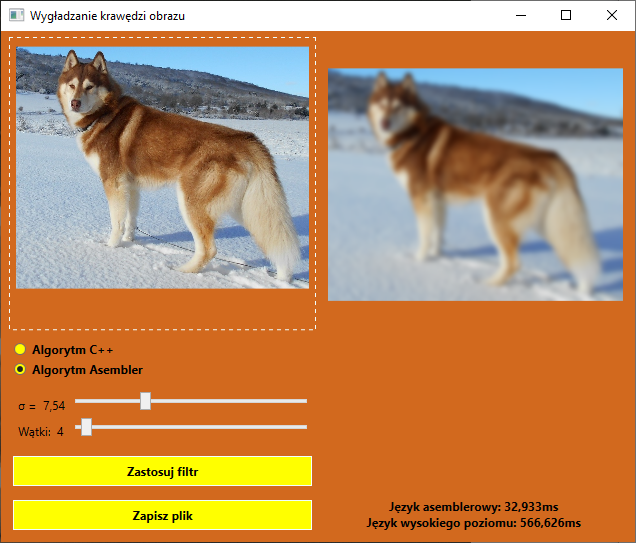 Wygładzanie krawędzi obrazu
Algorytm C++
Algorytm Asembler
σ = 7,54
Wątki: 4
Zastosuj filtr
Zapisz plik
Język asemblerowy: 32,933ms
Język wysokiego poziomu: 566,626ms